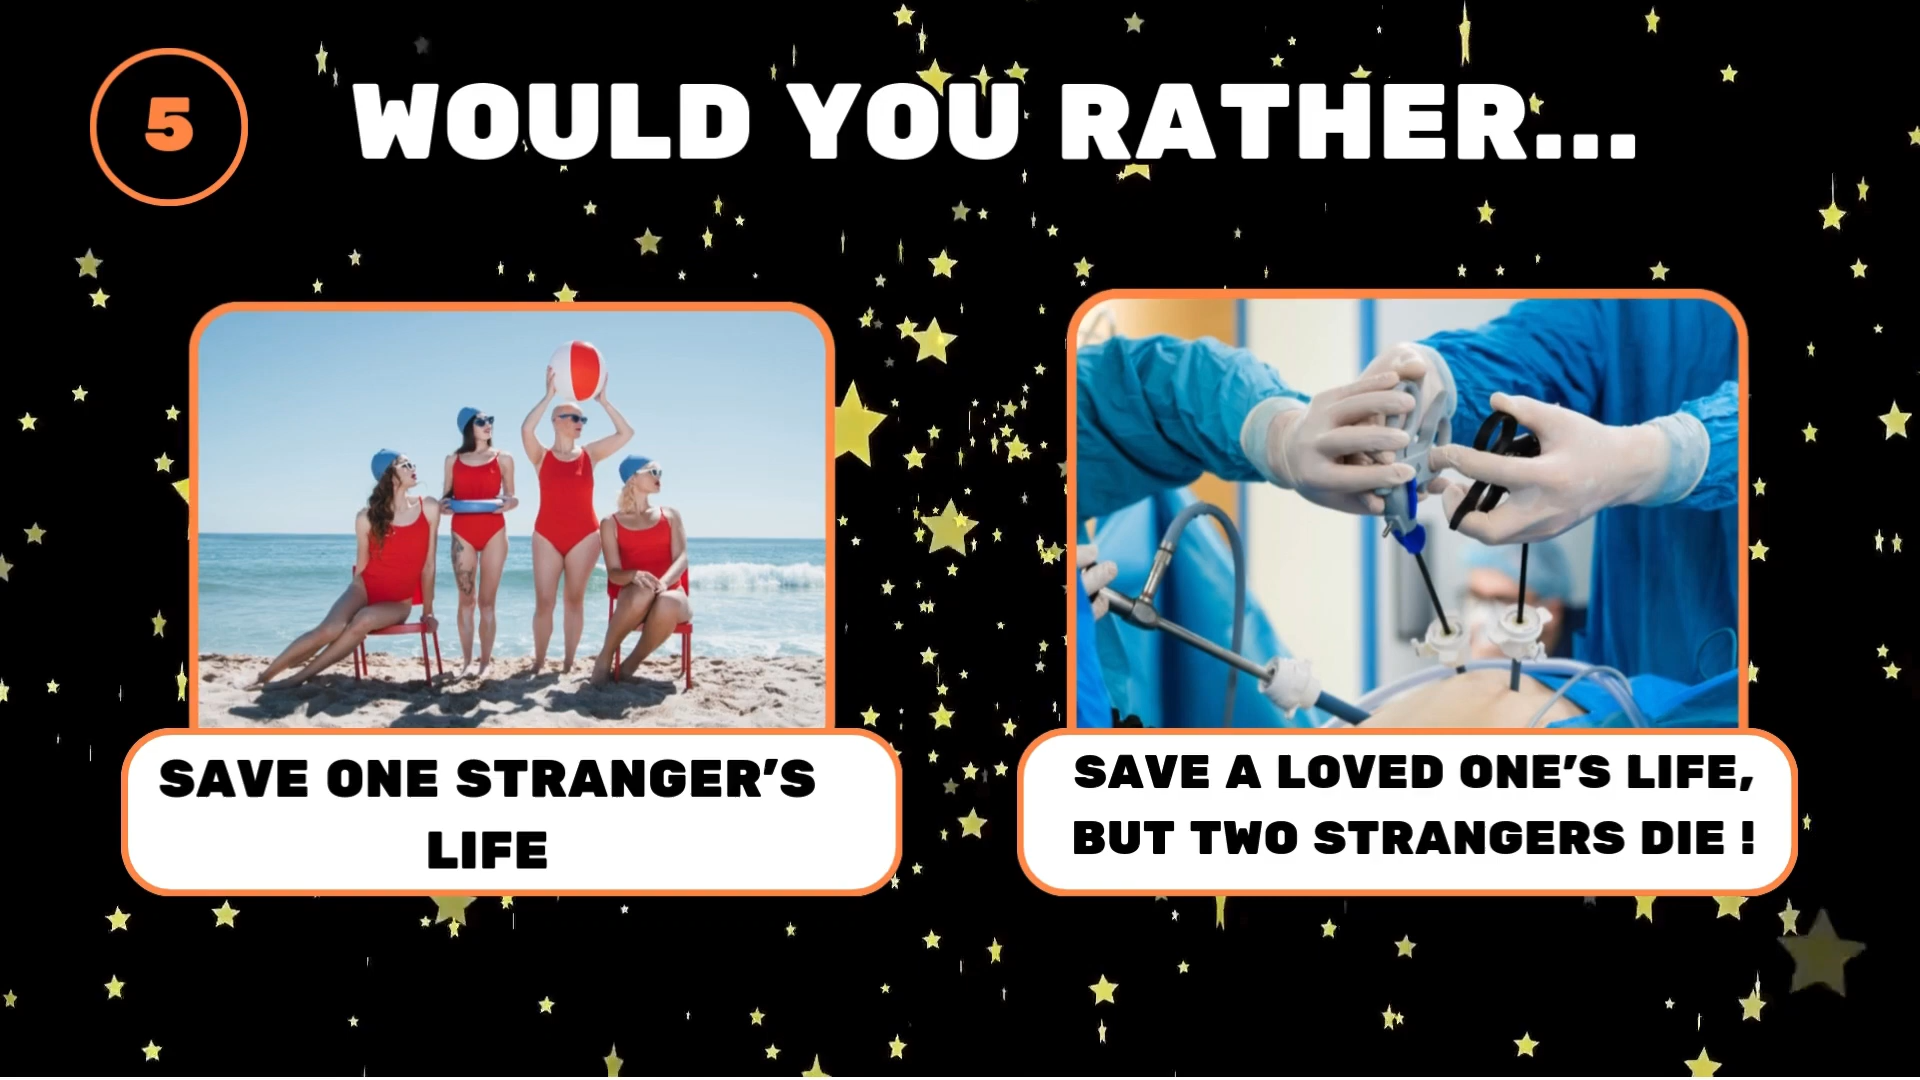 5
WOULD YOU RATHER...
SAVE ONE STRANGER’S
LIFE
SAVE A LOVED ONE’S LIFE,
BUT TWO STRANGERS DIE !